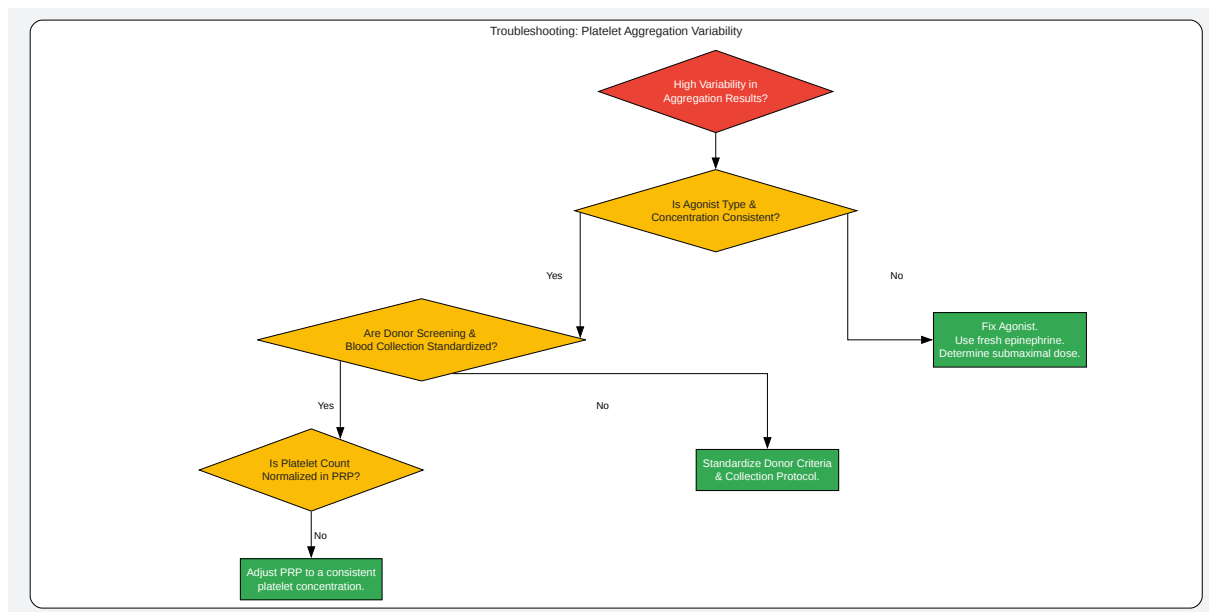 Troubleshooting: Platelet Aggregation Variability
High Variability in
Aggregation Results?
Is Agonist Type &
Concentration Consistent?
Yes
No
Are Donor Screening &
Blood Collection Standardized?
Fix Agonist.
Use fresh epinephrine.
Determine submaximal dose.
Yes
No
Is Platelet Count
Normalized in PRP?
Standardize Donor Criteria
& Collection Protocol.
No
Adjust PRP to a consistent
platelet concentration.